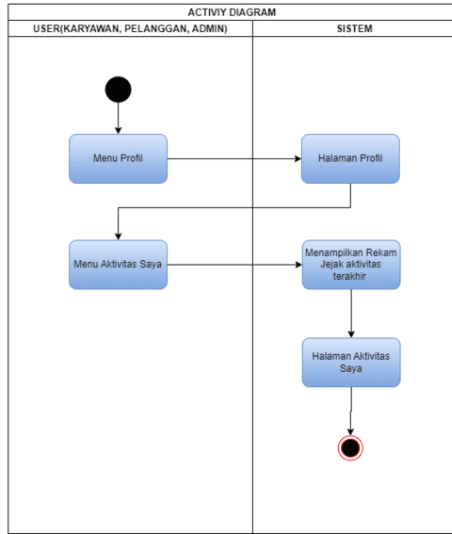 ACTIVIY DIAGRAM
USER(KARYAWAN, PELANGGAN, ADMIN)
SISTEM
Menu Profil
Halaman Profil
Menu Aktivitas Saya
Menampilkan Rekam
Jejak aktivitas
terakhir
Halaman Aktivitas
Saya